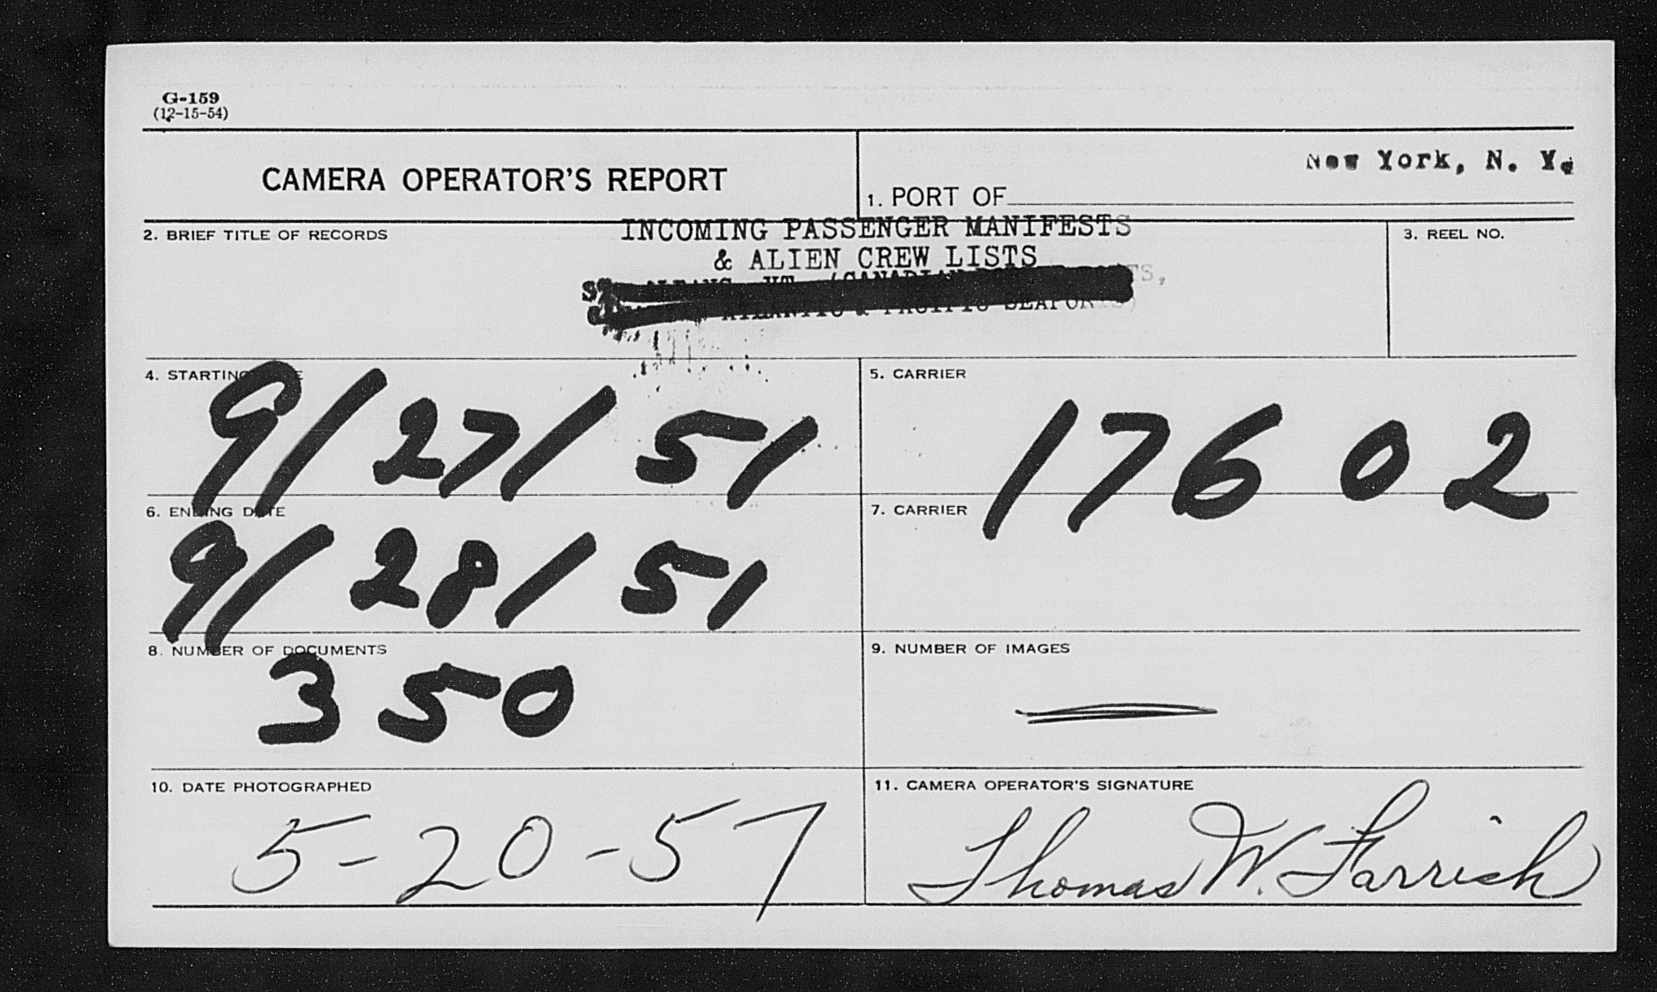 G-159
(12-15-54)
CAMERA OPERATOR'S REPORT
New York, N. Y.
1. PORT OF
2. BRIEF TITLE OF RECORDS
INCOMING PASSENGER MANIFESTS
& ALIEN CREW LISTS
3. REEL NO.
4. STARTING DATE
9/27/51
5. CARRIER
17602
6. ENDING DATE
9/28/51
7. CARRIER
8. NUMBER OF DOCUMENTS
350
9. NUMBER OF IMAGES
10. DATE PHOTOGRAPHED
5-20-57
11. CAMERA OPERATOR'S SIGNATURE
Thomas W. Farrish